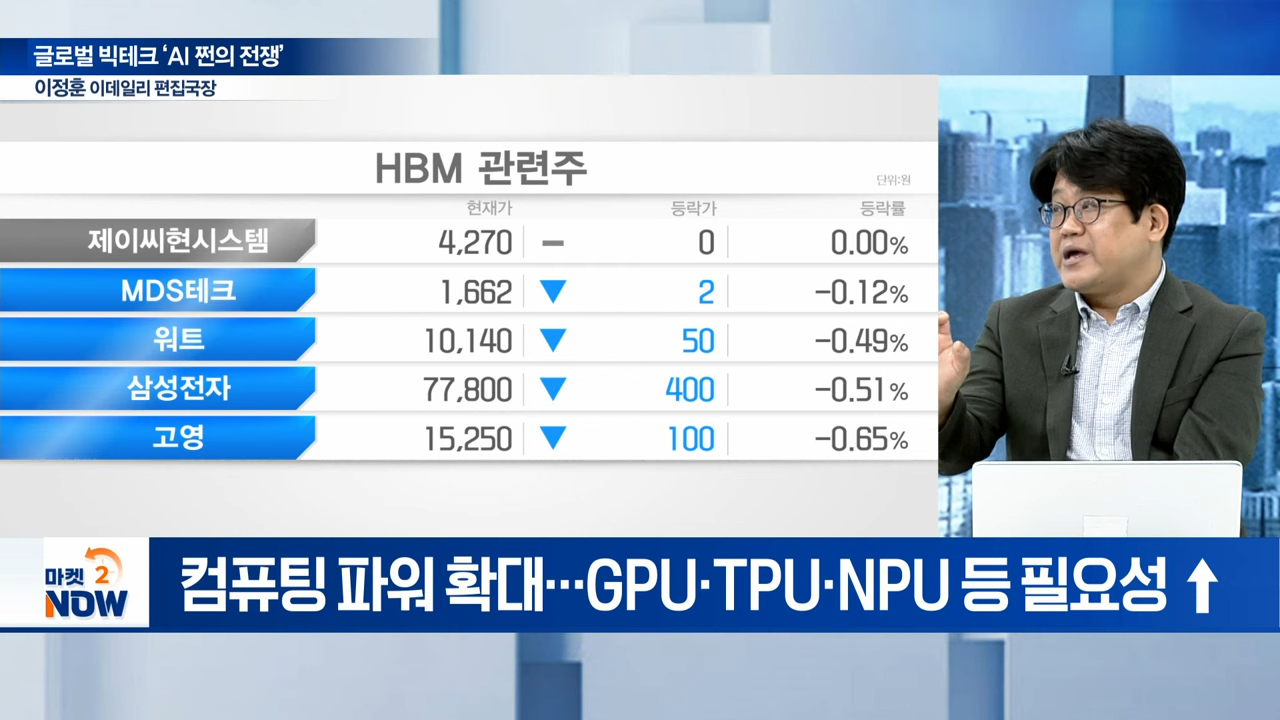 글로벌 빅테크 ‘AI 쩐의 전쟁’
이정훈 이데일리 편집국장
HBM 관련주
단위:원
현재가 등락가 등락률
제이씨현시스템 4,270 0 0.00%
MDS테크 1,662 ▼ 2 -0.12%
워트 10,140 ▼ 50 -0.49%
삼성전자 77,800 ▼ 400 -0.51%
고영 15,250 ▼ 100 -0.65%
마켓 2
NOW
컴퓨팅 파워 확대…GPU·TPU·NPU 등 필요성 ↑